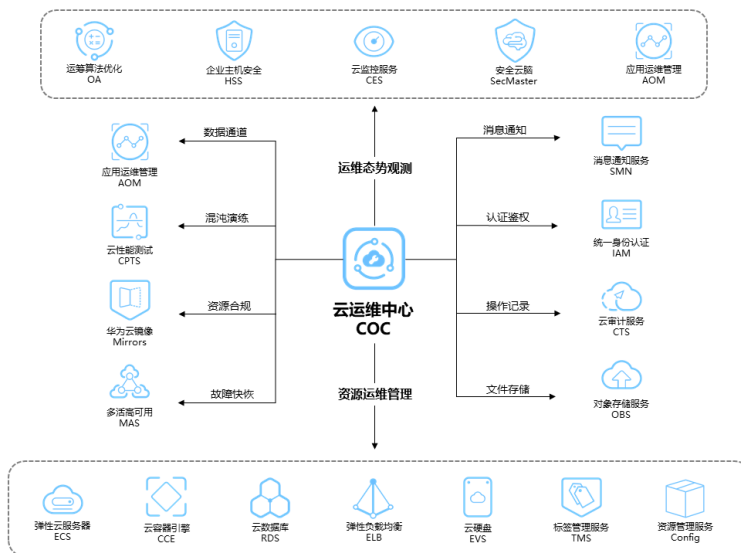 运筹算法优化
OA
企业主机安全
HSS
云监控服务
CES
安全云脑
SecMaster
应用运维管理
AOM
数据通道
应用运维管理
AOM
混沌演练
云性能测试
CPTS
资源合规
华为云镜像
Mirrors
故障快恢
多活高可用
MAS
运维态势观测
云运维中心
COC
资源运维管理
消息通知
消息通知服务
SMN
认证鉴权
统一身份认证
IAM
操作记录
云审计服务
CTS
文件存储
对象存储服务
OBS
弹性云服务器
ECS
云容器引擎
CCE
云数据库
RDS
弹性负载均衡
ELB
云硬盘
EVS
标签管理服务
TMS
资源管理服务
Config